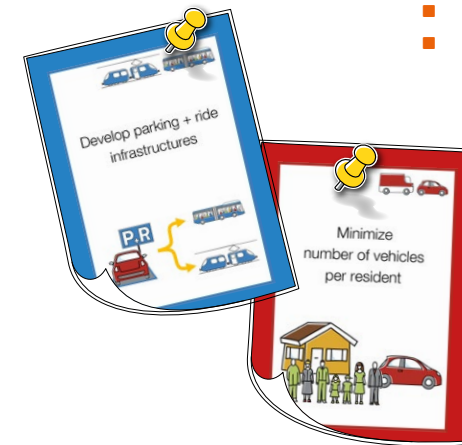 Develop parking + ride
infrastructures
P.R
Minimize
number of vehicles
per resident